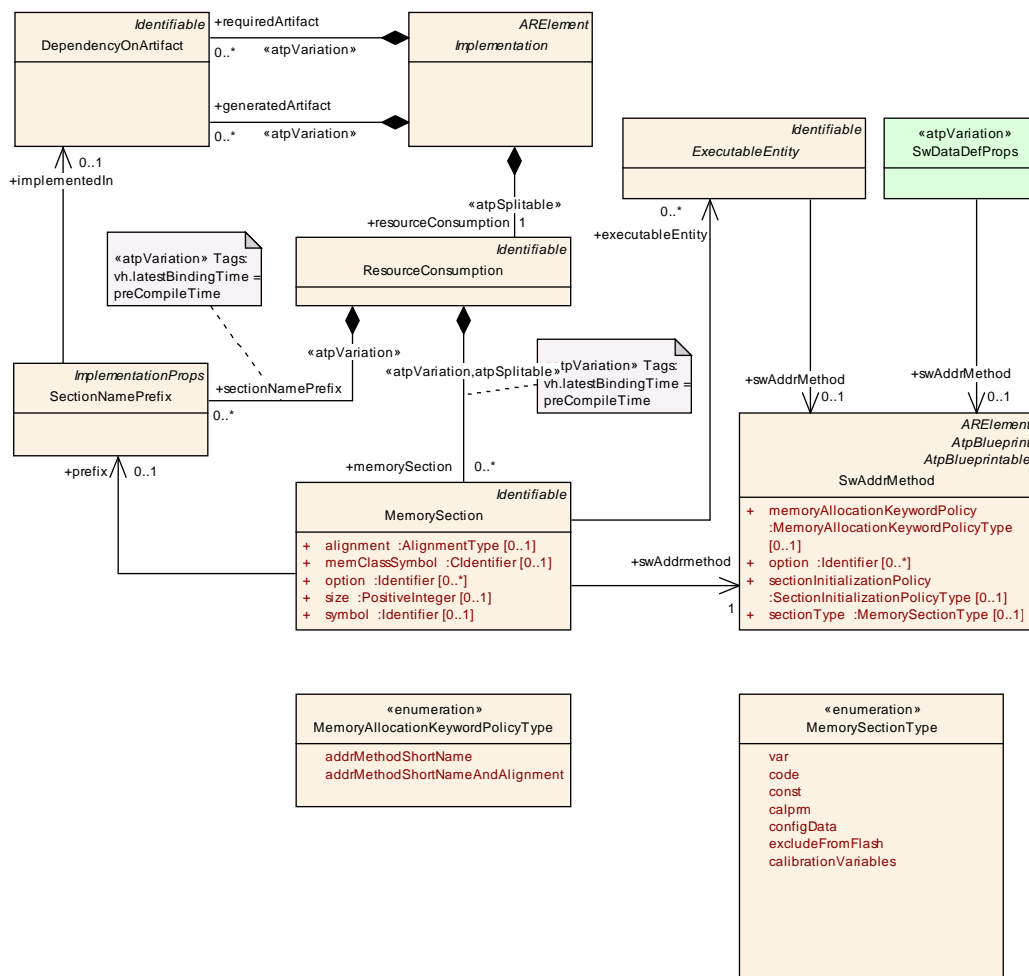 Identifiable
DependencyOnArtifact
+requiredArtifact
0..*
«atpVariation»
ARElement
Implementation
+generatedArtifact
0..*
«atpVariation»
0..1
+implementedIn
«atpSplitable»
+resourceConsumption
1
Identifiable
ExecutableEntity
«atpVariation»
SwDataDefProps
0..*
+executableEntity
«atpVariation» Tags:
vh.latestBindingTime =
preCompileTime
Identifiable
ResourceConsumption
«atpVariation»
«atpVariation,atpSplitable»
tpVariation» Tags:
vh.latestBindingTime =
preCompileTime
ImplementationProps
SectionNamePrefix
+sectionNamePrefix
0..*
+swAddrMethod
0..1
+swAddrMethod
0..1
+prefix
0..1
+memorySection
0..*
ARElement
AtpBlueprint
AtpBlueprintable
SwAddrMethod
+ memoryAllocationKeywordPolicy
:MemoryAllocationKeywordPolicyType
[0..1]
+ option :Identifier [0..*]
+ sectionInitializationPolicy
:SectionInitializationPolicyType [0..1]
+ sectionType :MemorySectionType [0..1]
Identifiable
MemorySection
+ alignment :AlignmentType [0..1]
+ memClassSymbol :CIdentifier [0..1]
+ option :Identifier [0..*]
+ size :PositiveInteger [0..1]
+ symbol :Identifier [0..1]
+swAddrmethod
1
«enumeration»
MemoryAllocationKeywordPolicyType
addrMethodShortName
addrMethodShortNameAndAlignment
«enumeration»
MemorySectionType
var
code
const
calprm
configData
excludeFromFlash
calibrationVariables